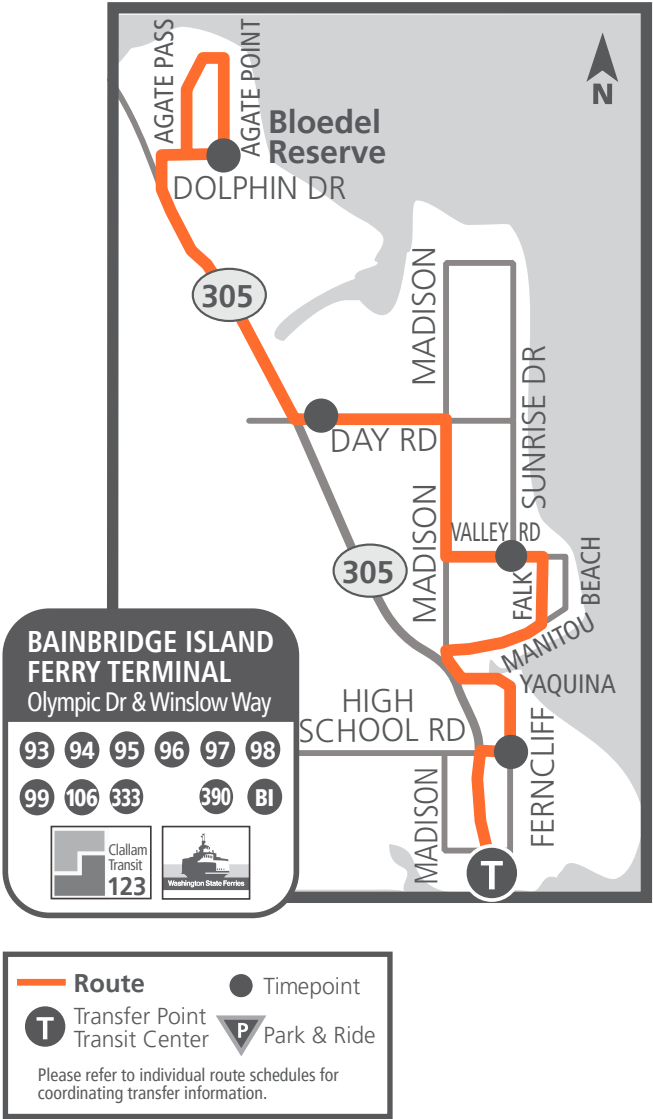 AGATE PASS
AGATE POINT
N
Bloedel
Reserve
DOLPHIN DR
305
MADISON
SUNRISE DR
DAY RD
MADISON
VALLEY RD
305
FALK
BEACH
MANITOU
YAQUINA
HIGH
SCHOOL RD
FERNCLIFF
MADISON
T
BAINBRIDGE ISLAND
FERRY TERMINAL
Olympic Dr & Winslow Way
93 94 95 96 97 98
99 106 333 390 BI
Clallam
Transit
123
Washington State Ferries
Route
Timepoint
T
Transfer Point
Transit Center
P
Park & Ride
Please refer to individual route schedules for
coordinating transfer information.